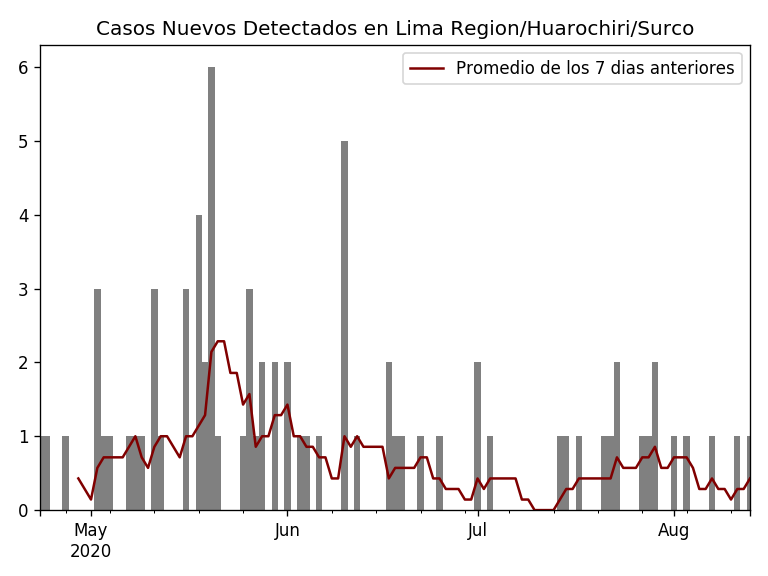 Casos Nuevos Detectados en Lima Region/Huarochiri/Surco
Promedio de los 7 dias anteriores
6
5
4
3
2
1
0
May
2020
Jun
Jul
Aug